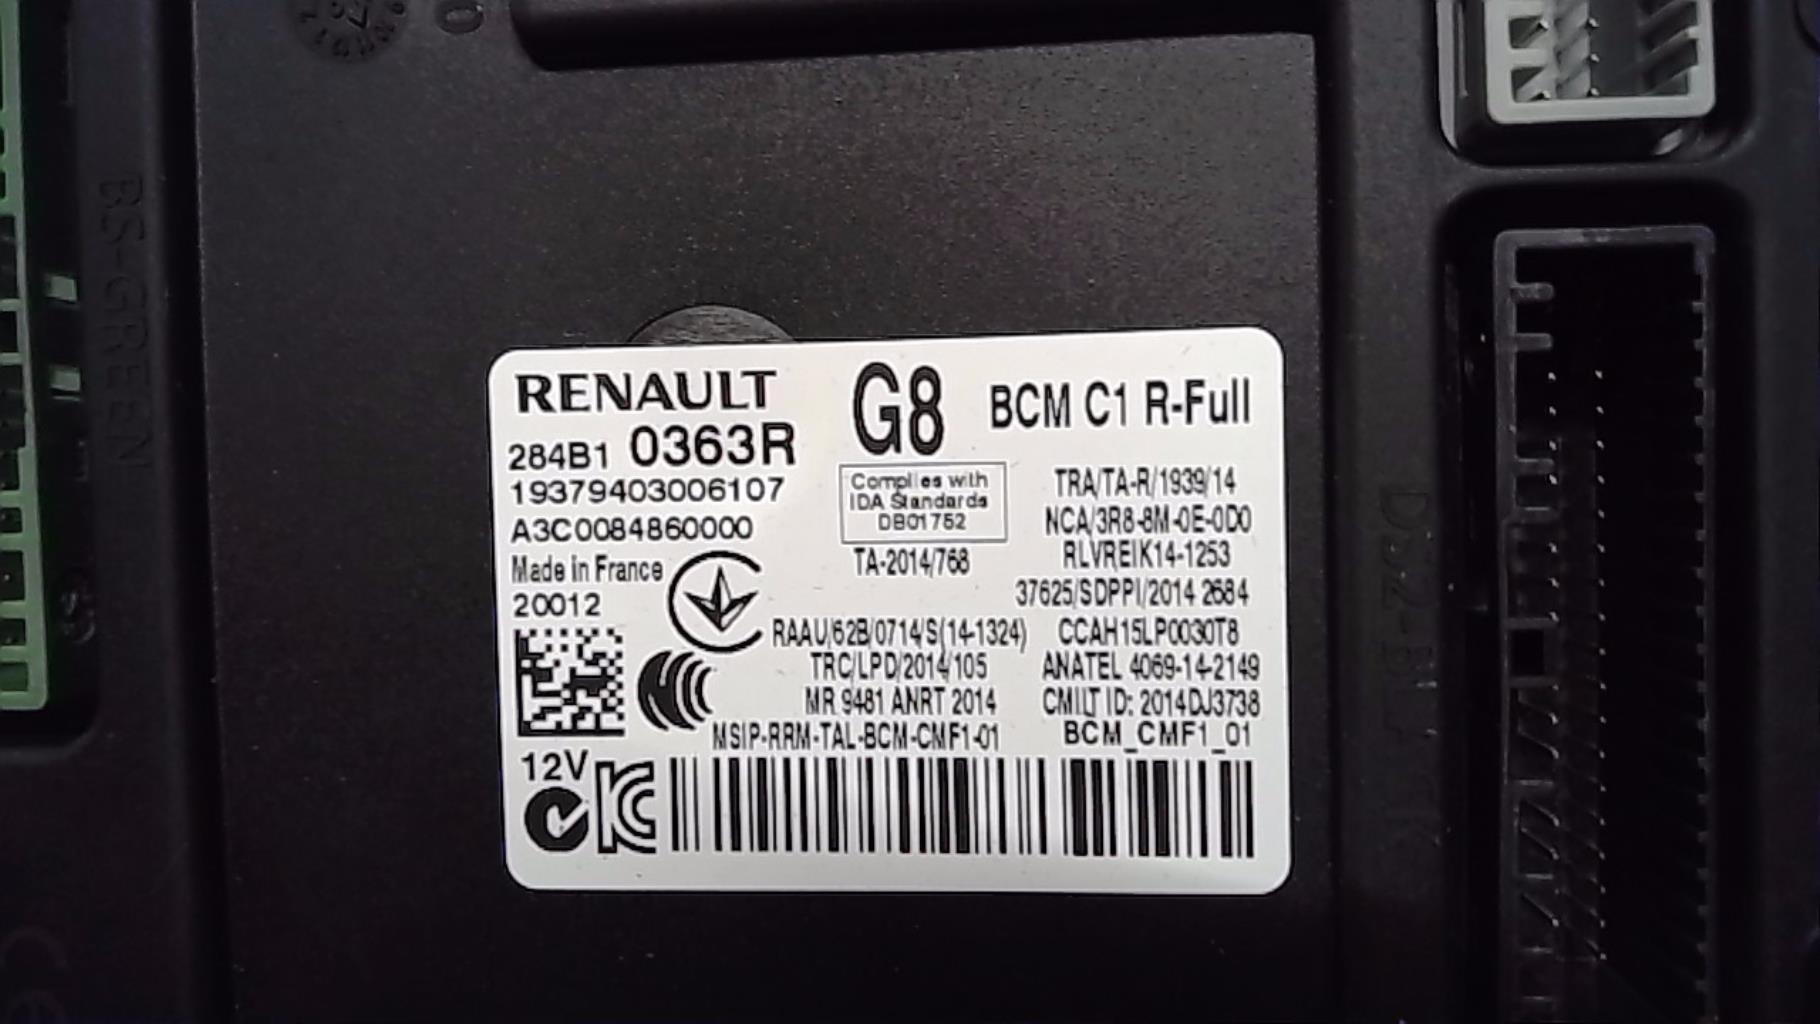 BS-GREEN
RENAULT
284B1 0363R
19379403006107
A3C0084860000
Made in France
20012
12V
G8
BCM C1 R-Full
Complies with
IDA Standards
DB01752
TA-2014/768
TRA/TA-R/1939/14
NCA/3R8-8M-0E-0D0
RLVREIK14-1253
37625/SDPPI/2014 2684
RAAU/62B/0714/S(14-1324) CCAH15LP0030T8
TRC/LPD/2014/105 ANATEL 4069-14-2149
MR 9481 ANRT 2014 CMIIT ID: 2014DJ3738
MSIP-RRM-TAL-BCM-CMF1-01 BCM_CMF1_01